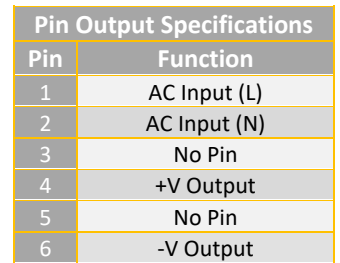 Pin Output Specifications
Pin Function
1 AC Input (L)
2 AC Input (N)
3 No Pin
4 +V Output
5 No Pin
6 -V Output